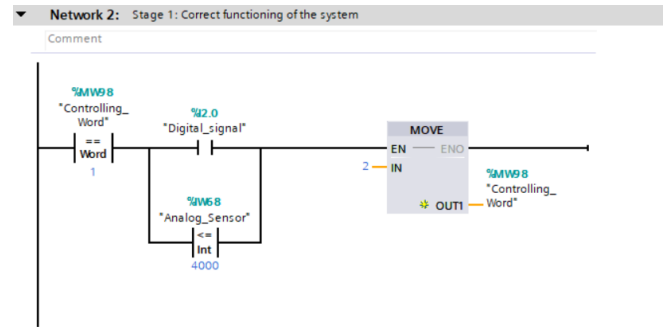 Network 2: Stage 1: Correct functioning of the system
Comment
%MW98
"Controlling_
Word"
==
Word
1
%I2.0
"Digital_signal"
%IW68
"Analog_Sensor"
<=
Int
4000
MOVE
EN ENO
2 IN
OUT1
%MW98
"Controlling_
Word"